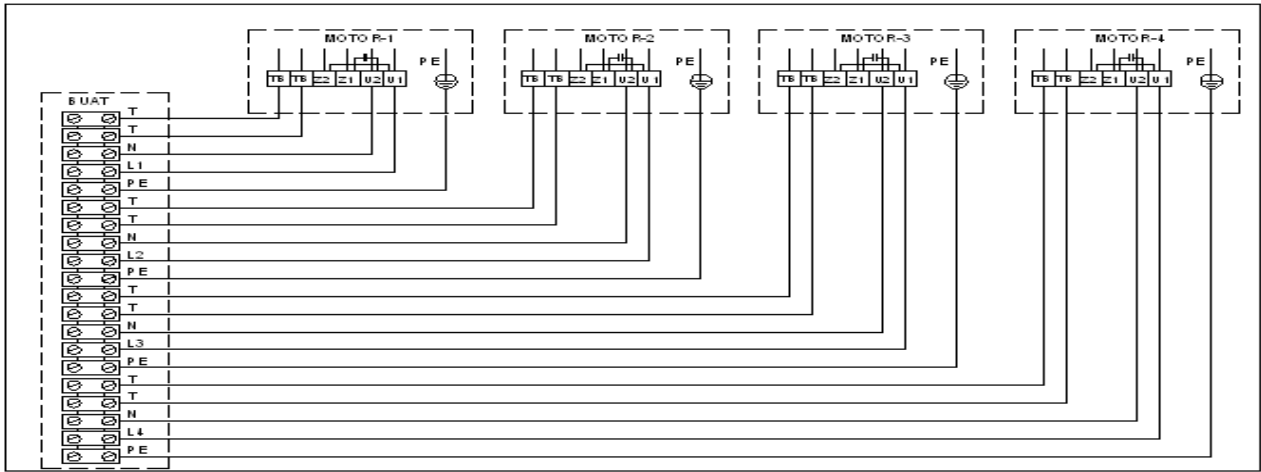 MOTOR-1 MOTOR-2 MOTOR-3 MOTOR-4
PE PE PE PE
TB TB Z2 Z1 U2 U1 TB TB Z2 Z1 U2 U1 TB TB Z2 Z1 U2 U1 TB TB Z2 Z1 U2 U1
BUAT
T
T
N
L1
PE
T
T
N
L2
PE
T
T
N
L3
PE
T
T
N
L4
PE